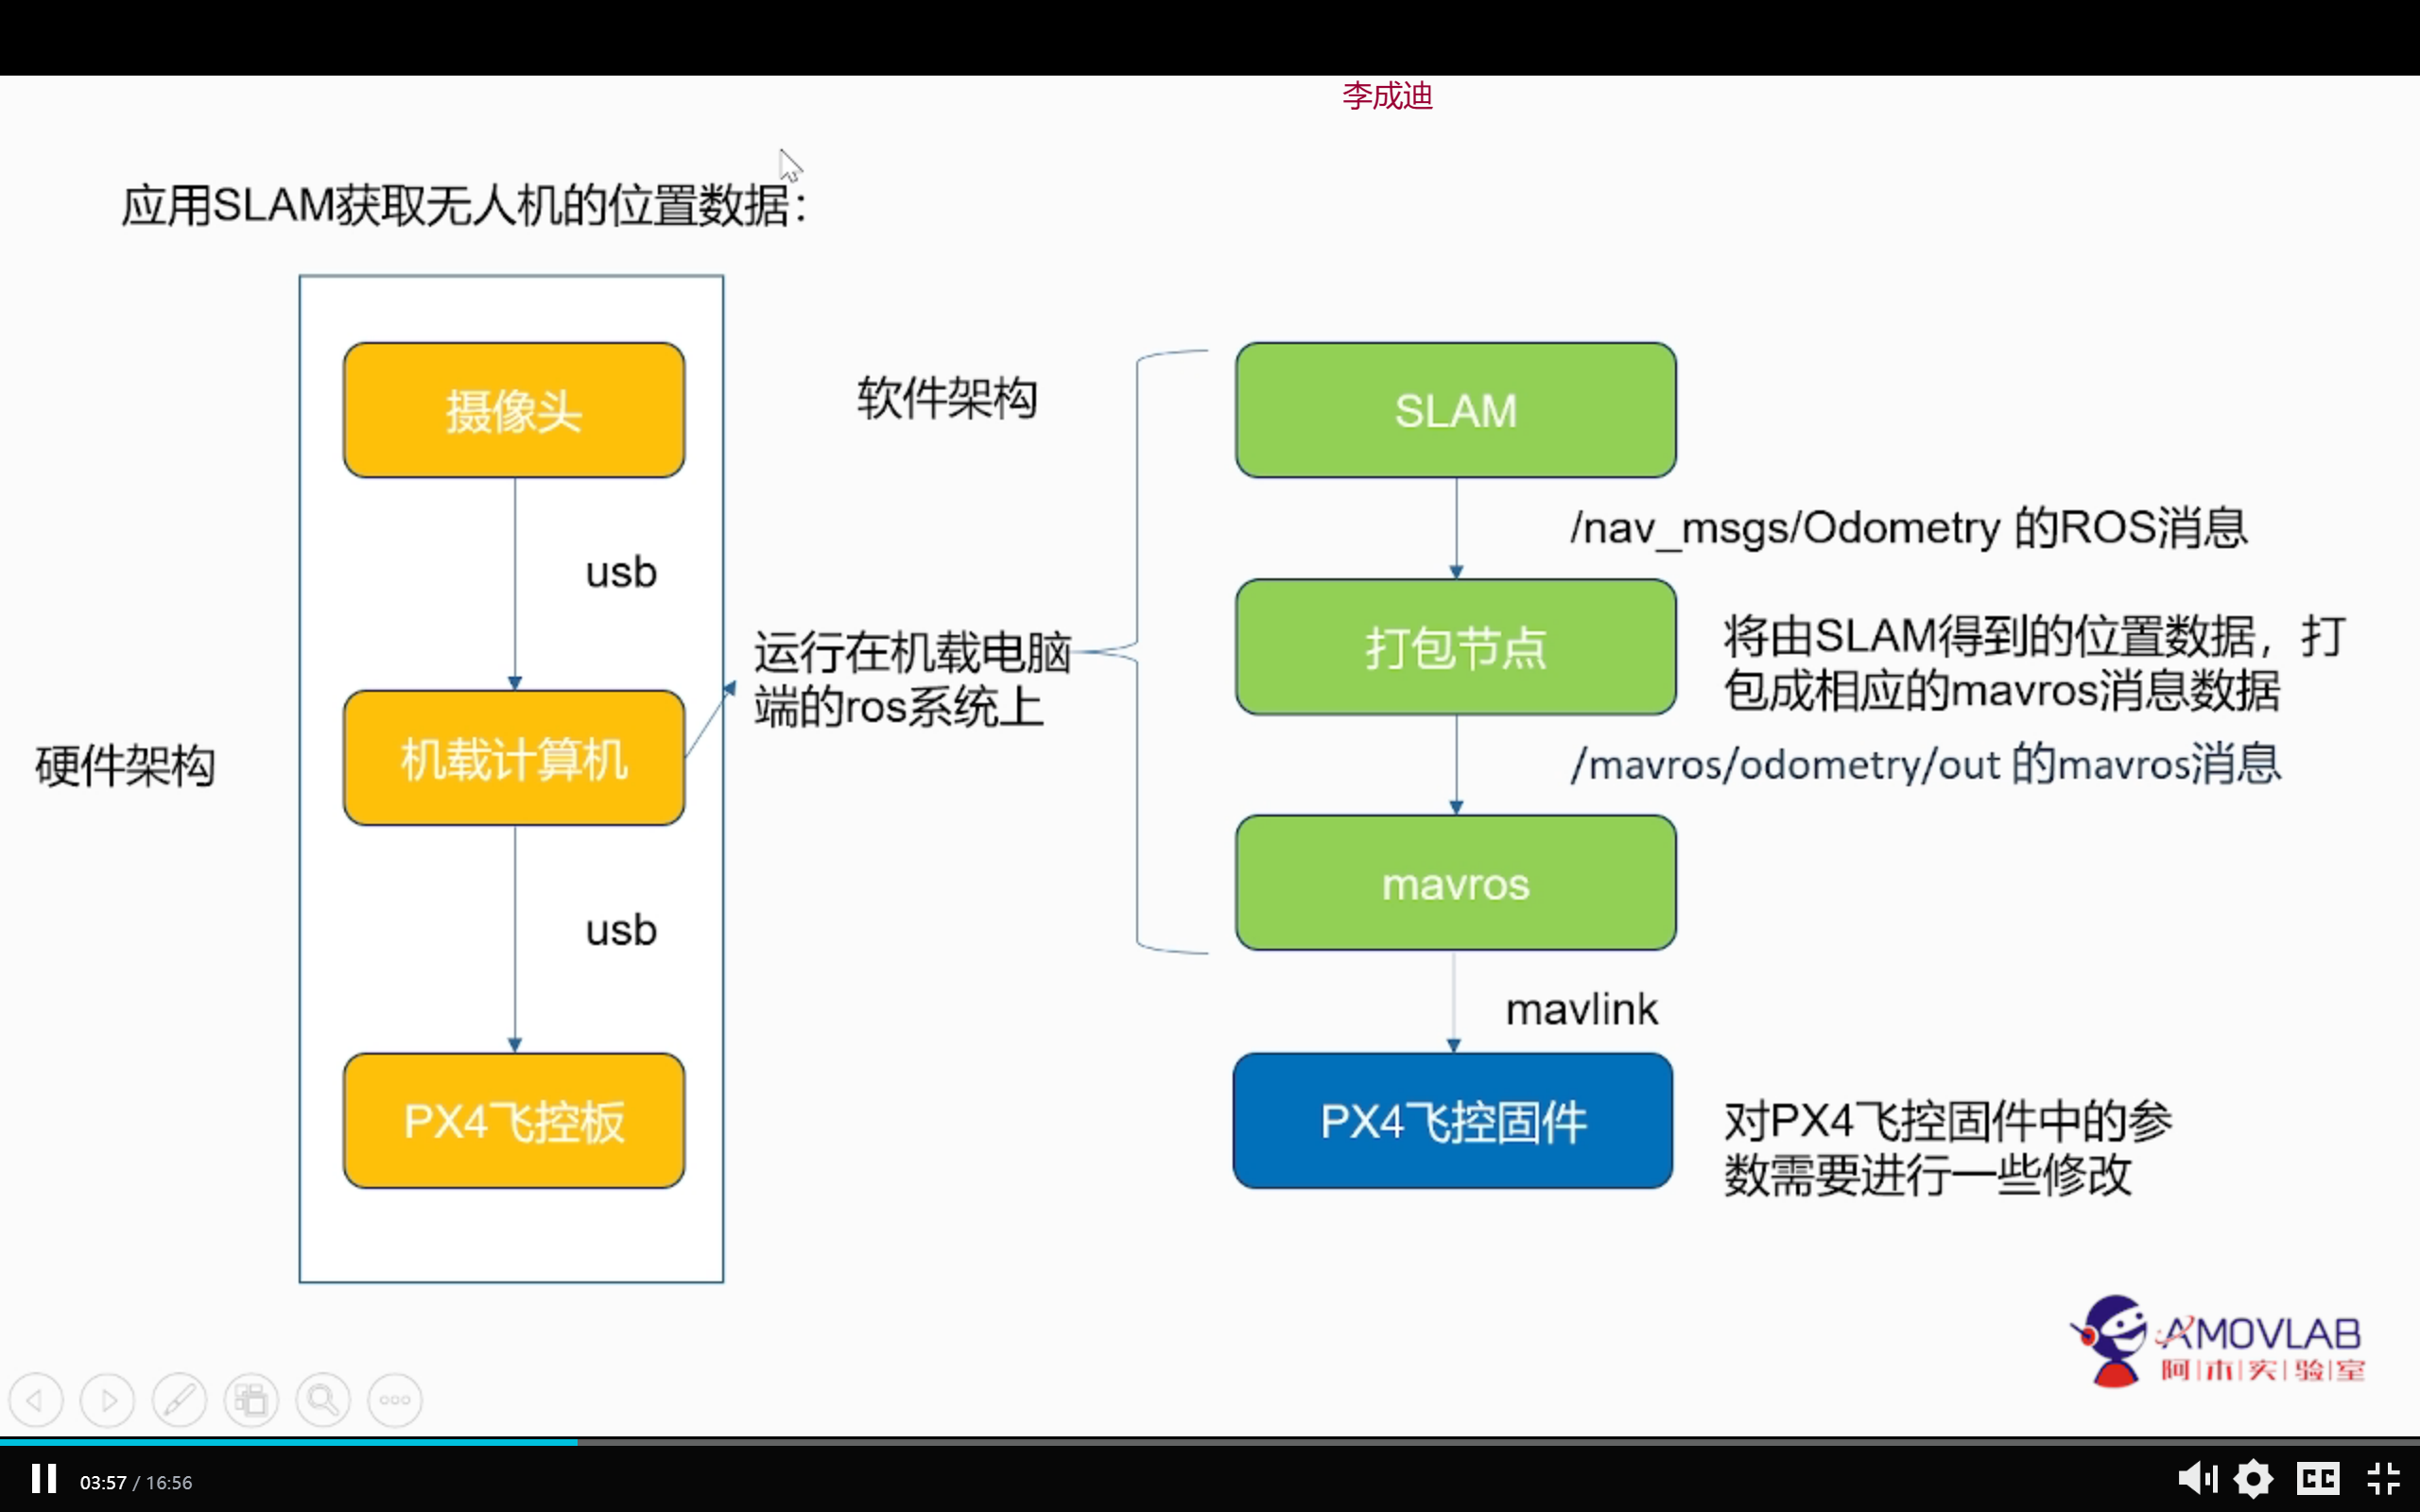 李成迪
应用SLAM获取无人机的位置数据：
摄像头
usb
机载计算机
usb
PX4飞控板
硬件架构
运行在机载电脑
端的ros系统上
软件架构
SLAM
/nav_msgs/Odometry 的ROS消息
打包节点
将由SLAM得到的位置数据，打
包成相应的mavros消息数据
/mavros/odometry/out 的mavros消息
mavros
mavlink
PX4飞控固件
对PX4飞控固件中的参
数需要进行一些修改
AMOVLAB
阿|木|实|验|室
03:57 / 16:56
CC